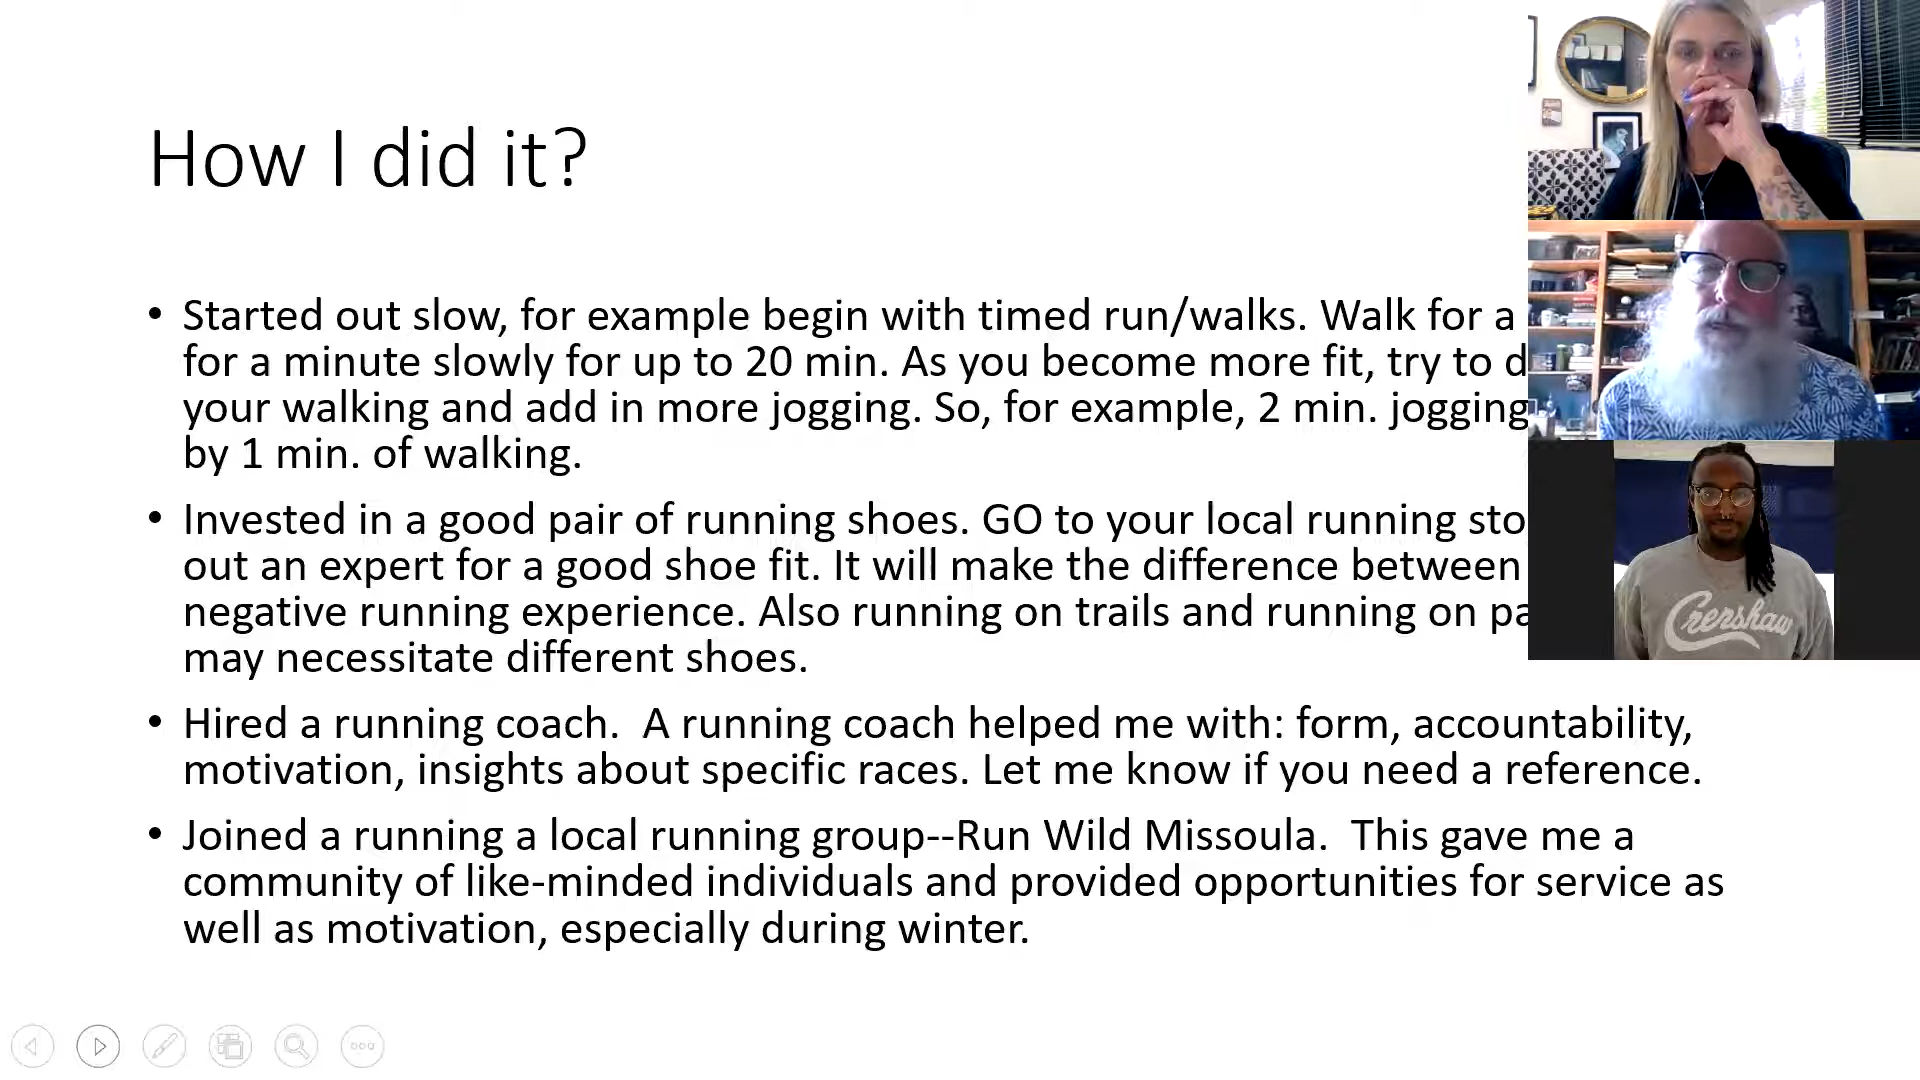 How I did it?
• Started out slow, for example begin with timed run/walks. Walk for a
for a minute slowly for up to 20 min. As you become more fit, try to
your walking and add in more jogging. So, for example, 2 min. jogging
by 1 min. of walking.
• Invested in a good pair of running shoes. GO to your local running
out an expert for a good shoe fit. It will make the difference between
negative running experience. Also running on trails and running on
may necessitate different shoes.
• Hired a running coach.  A running coach helped me with: form, accountability,
motivation, insights about specific races. Let me know if you need a reference.
• Joined a running a local running group--Run Wild Missoula.  This gave me a
community of like-minded individuals and provided opportunities for service as
well as motivation, especially during winter.
Crenshaw